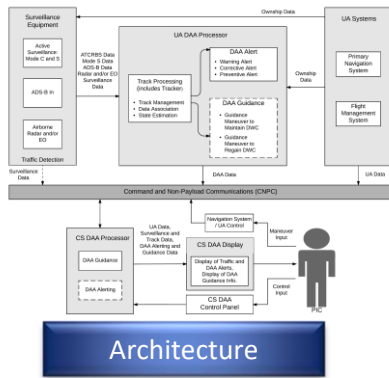 Surveillance
Equipment
Active
Surveillance:
Mode C and S
ADS-B In
Airborne
Radar and/or
EO
Traffic Detection
ATCRBS Data
Mode S Data
ADS-B Data
Radar and/or EO
Surveillance
Data
UA DAA Processor
Track Processing
(includes Tracker)
• Track Management
• Data Association
• State Estimation
DAA Alert
• Warning Alert
• Corrective Alert
• Preventive Alert
DAA Guidance
• Guidance
Maneuver to
Maintain DWC
• Guidance
Maneuver to
Regain DWC
Ownship Data
Ownship
Data
UA Systems
Primary
Navigation
System
Flight
Management
System
Surveillance
Data
DAA Data
UA Data
Command and Non-Payload Communications (CNPC)
CS DAA Processor
DAA Guidance
DAA Alerting
UA Data,
Surveillance and
Track Data,
DAA Alerting and
Guidance Data
Navigation System
/ UA Control
CS DAA Display
Display of Traffic and
DAA Alerts,
Display of DAA
Guidance Info.
CS DAA
Control Panel
Maneuver
Input
Control
Input
PIC
Architecture